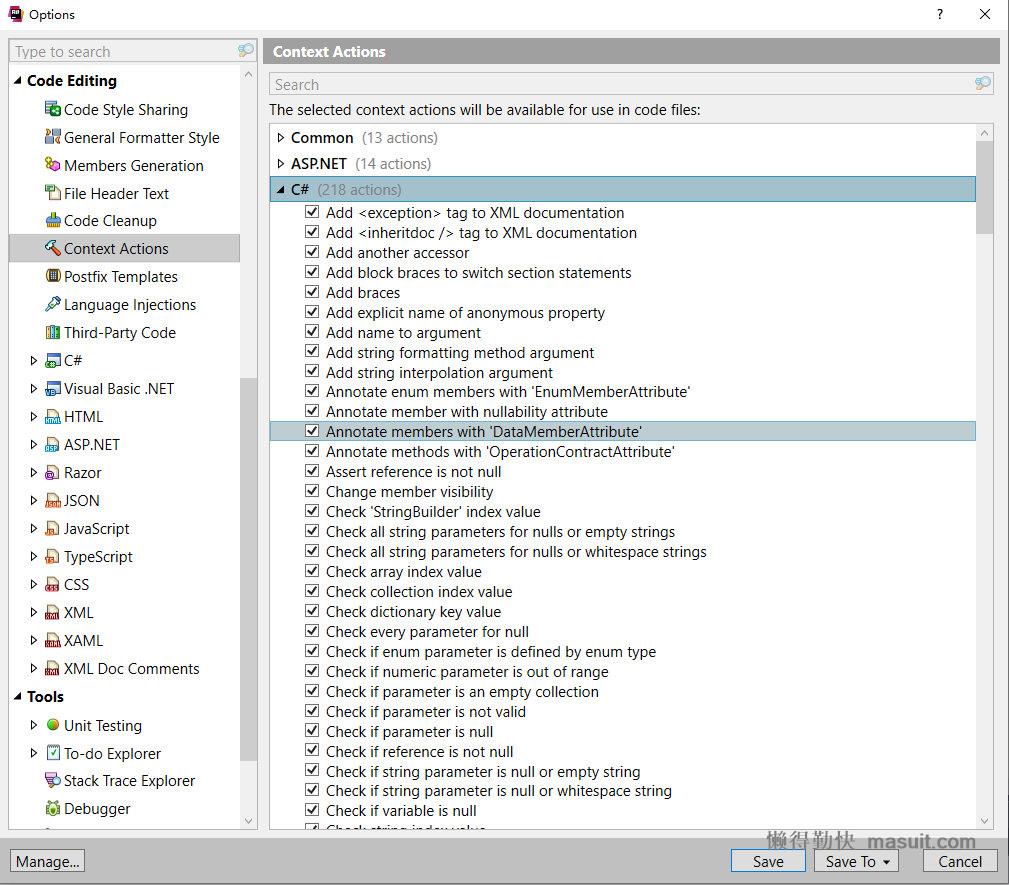 Options
?
Type to search
Code Editing
Code Style Sharing
General Formatter Style
Members Generation
File Header Text
Code Cleanup
Context Actions
Postfix Templates
Language Injections
Third-Party Code
C#
Visual Basic .NET
HTML
ASP.NET
Razor
JSON
JavaScript
TypeScript
CSS
XML
XAML
XML Doc Comments
Tools
Unit Testing
To-do Explorer
Stack Trace Explorer
Debugger
Context Actions
Search
The selected context actions will be available for use in code files:
Common (13 actions)
ASP.NET (14 actions)
C# (218 actions)
Add <exception> tag to XML documentation
Add <inheritdoc /> tag to XML documentation
Add another accessor
Add block braces to switch section statements
Add braces
Add explicit name of anonymous property
Add name to argument
Add string formatting method argument
Add string interpolation argument
Annotate enum members with 'EnumMemberAttribute'
Annotate member with nullability attribute
Annotate members with 'DataMemberAttribute'
Annotate methods with 'OperationContractAttribute'
Assert reference is not null
Change member visibility
Check 'StringBuilder' index value
Check all string parameters for nulls or empty strings
Check all string parameters for nulls or whitespace strings
Check array index value
Check collection index value
Check dictionary key value
Check every parameter for null
Check if enum parameter is defined by enum type
Check if numeric parameter is out of range
Check if parameter is an empty collection
Check if parameter is not valid
Check if parameter is null
Check if reference is not null
Check if string parameter is null or empty string
Check if string parameter is null or whitespace string
Check if variable is null
Check string index value
懒得勤快 masuit.com
Manage...
Save
Save To
Cancel